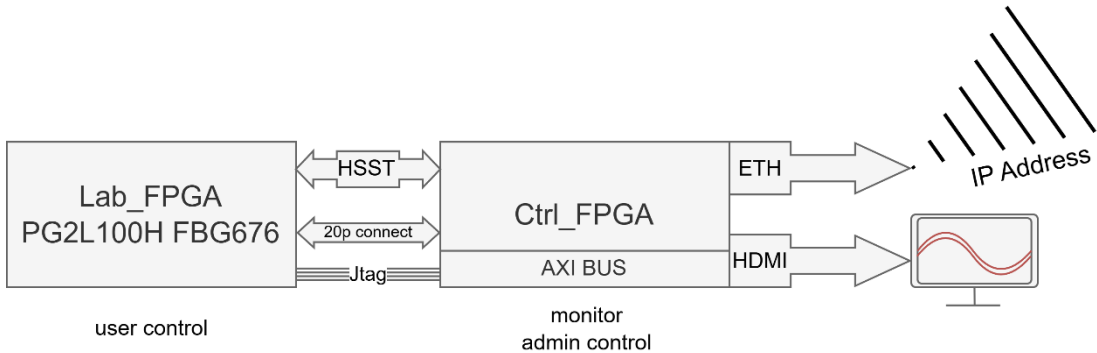 Lab_FPGA
PG2L100H FBG676
user control
HSST
20p connect
Jtag
Ctrl_FPGA
AXI BUS
monitor
admin control
ETH
HDMI
IP Address